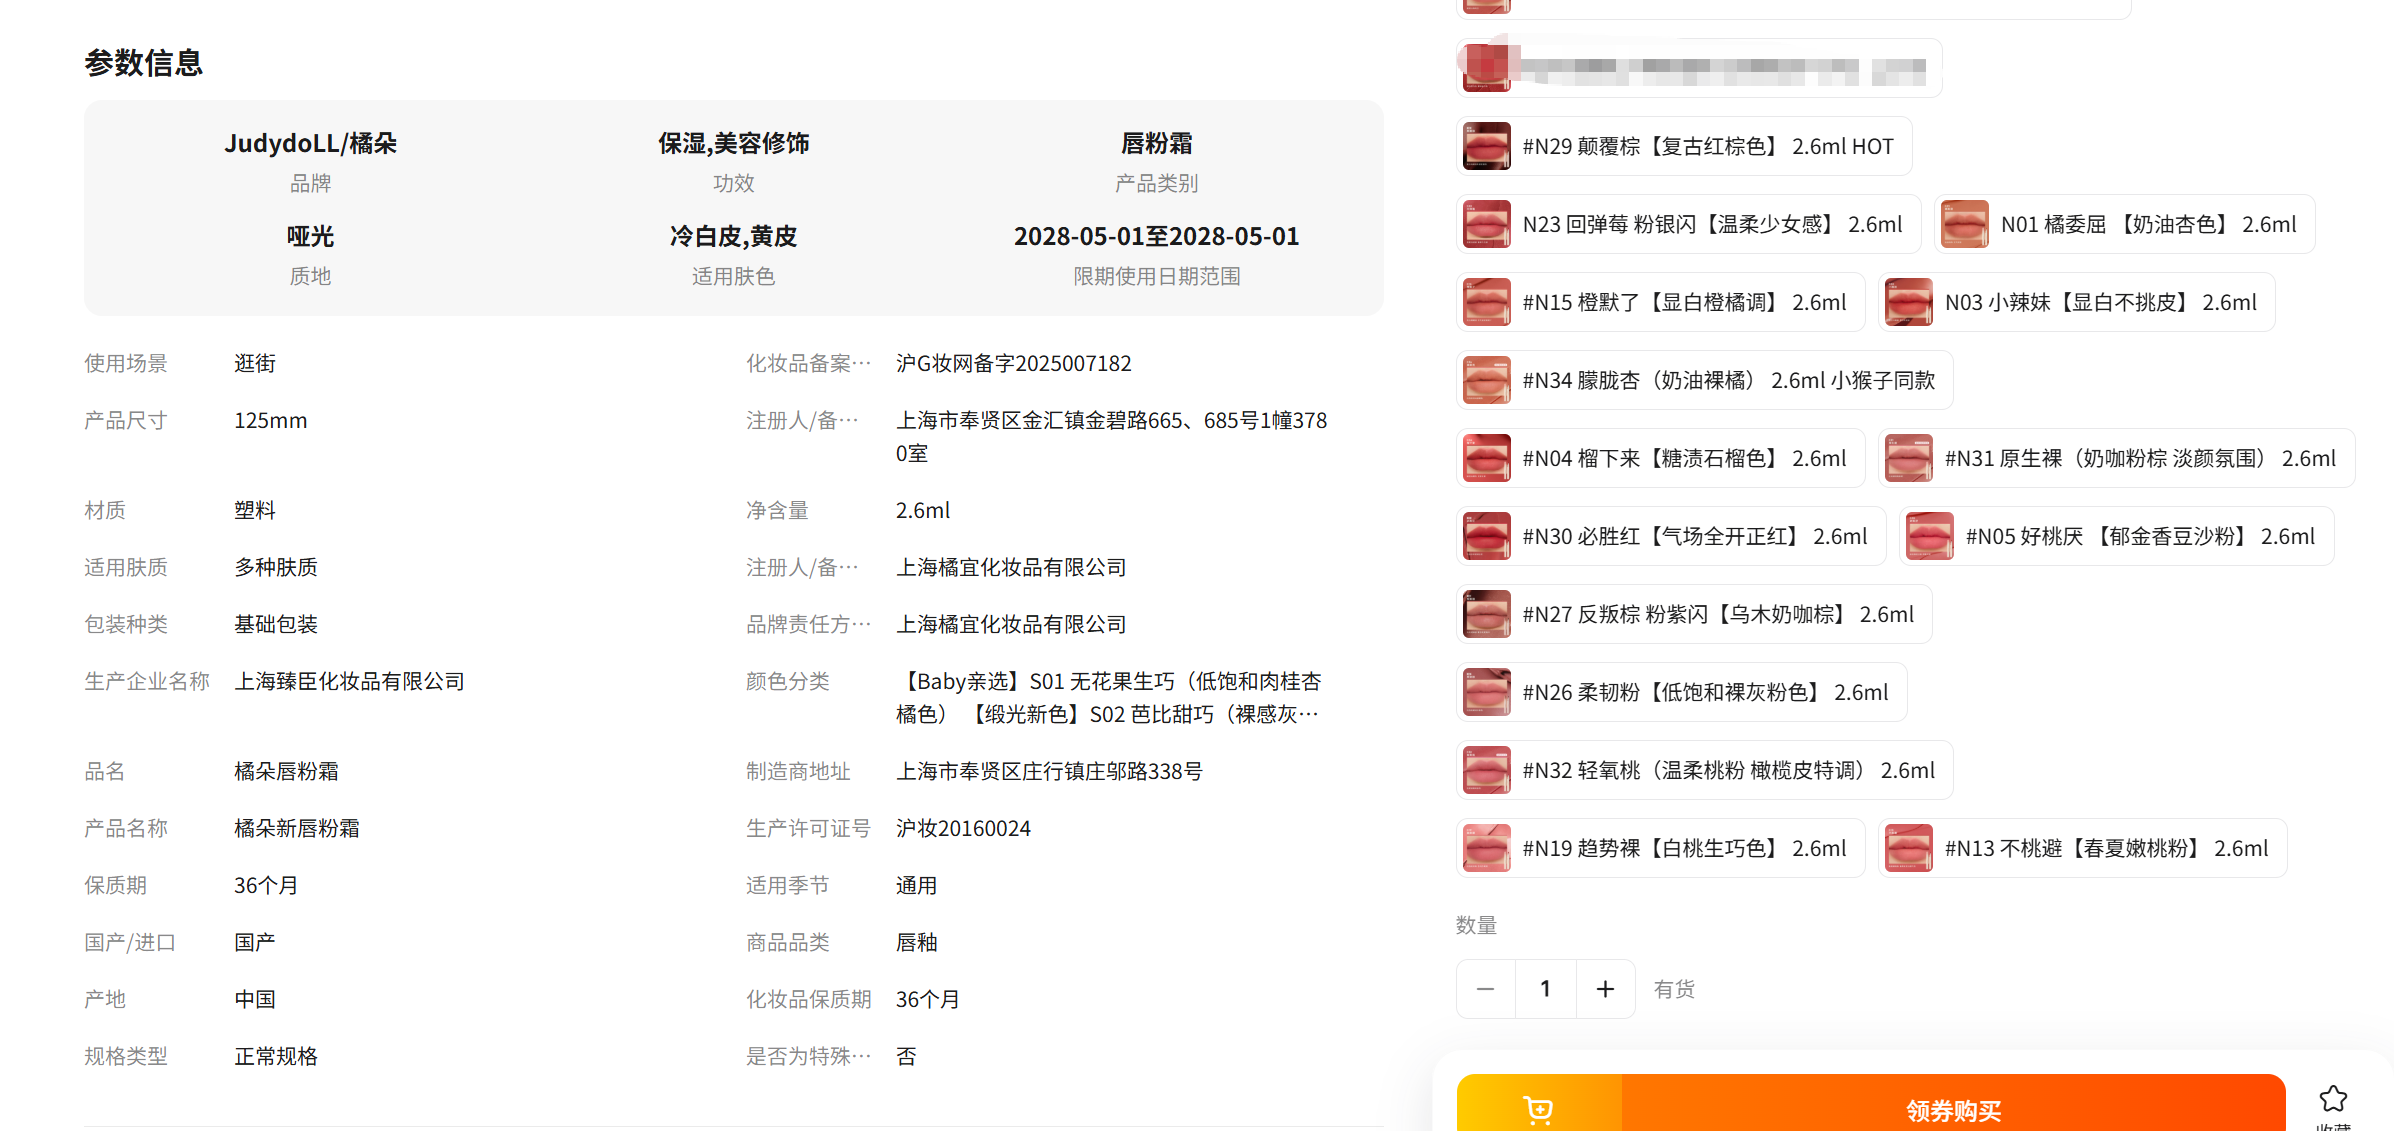 参数信息
JudydoLL/橘朵
保湿,美容修饰
唇粉霜
品牌
功效
产品类别
哑光
冷白皮,黄皮
2028-05-01至2028-05-01
质地
适用肤色
限期使用日期范围
使用场景 逛街
化妆品备案… 沪G妆网备字2025007182
产品尺寸 125mm
注册人/备… 上海市奉贤区金汇镇金碧路665、685号1幢378
0室
材质 塑料
净含量 2.6ml
适用肤质 多种肤质
注册人/备… 上海橘宜化妆品有限公司
包装种类 基础包装
品牌责任方… 上海橘宜化妆品有限公司
生产企业名称 上海臻臣化妆品有限公司
颜色分类 【Baby亲选】S01 无花果生巧（低饱和肉桂杏
橘色） 【缎光新色】S02 芭比甜巧（裸感灰…
品名 橘朵唇粉霜
制造商地址 上海市奉贤区庄行镇庄邬路338号
产品名称 橘朵新唇粉霜
生产许可证号 沪妆20160024
保质期 36个月
适用季节 通用
国产/进口 国产
商品品类 唇釉
产地 中国
化妆品保质期 36个月
规格类型 正常规格
是否为特殊… 否
#N29 颠覆棕【复古红棕色】 2.6ml HOT
N23 回弹莓 粉银闪【温柔少女感】 2.6ml
N01 橘委屈 【奶油杏色】 2.6ml
#N15 橙默了【显白橙橘调】 2.6ml
N03 小辣妹【显白不挑皮】 2.6ml
#N34 朦胧杏（奶油裸橘） 2.6ml 小猴子同款
#N04 榴下来【糖渍石榴色】 2.6ml
#N31 原生裸（奶咖粉棕 淡颜氛围） 2.6ml
#N30 必胜红【气场全开正红】 2.6ml
#N05 好桃厌 【郁金香豆沙粉】 2.6ml
#N27 反叛棕 粉紫闪【乌木奶咖棕】 2.6ml
#N26 柔韧粉【低饱和裸灰粉色】 2.6ml
#N32 轻氧桃（温柔桃粉 橄榄皮特调） 2.6ml
#N19 趋势裸【白桃生巧色】 2.6ml
#N13 不桃避【春夏嫩桃粉】 2.6ml
数量
1
有货
领券购买
收藏